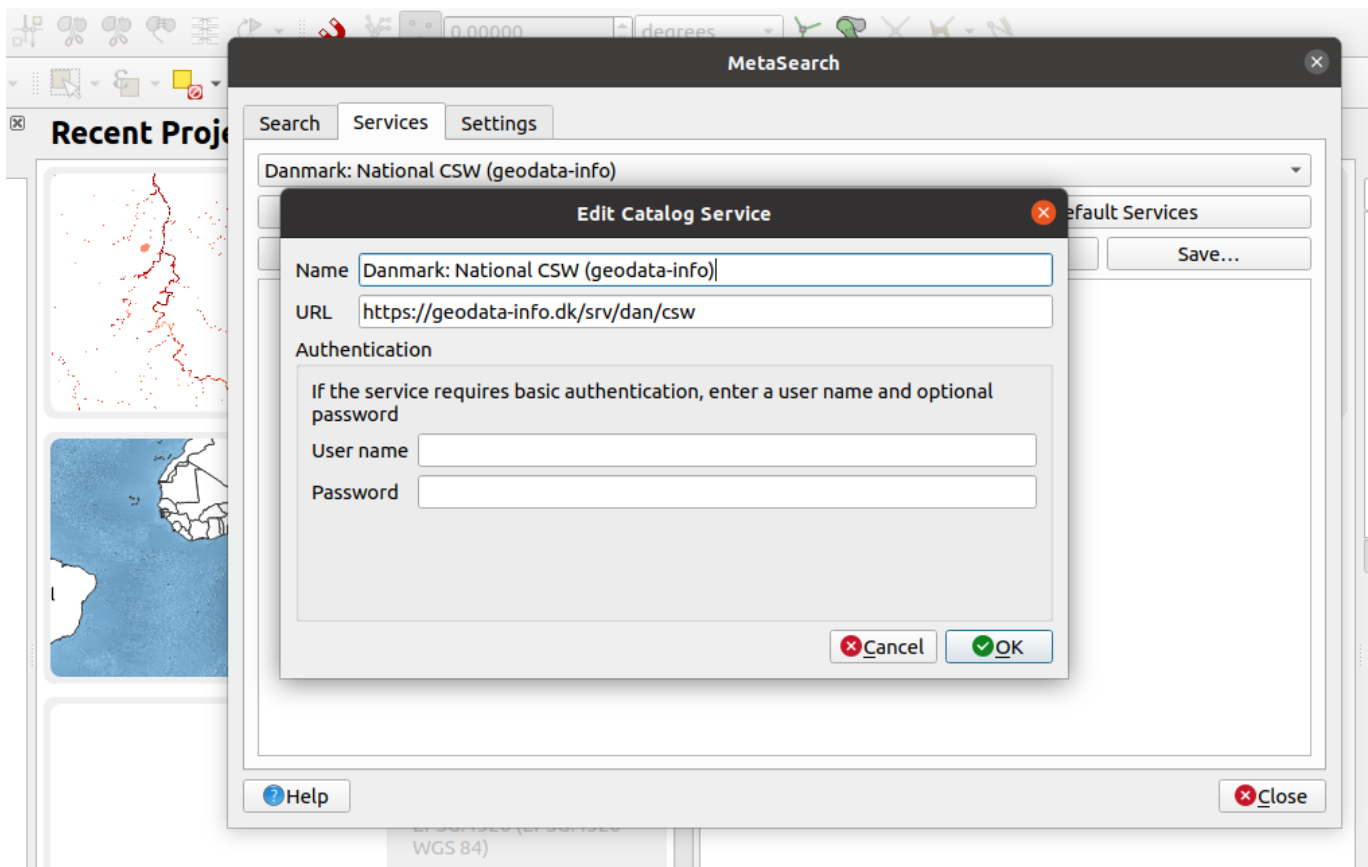 0.00000
degrees
MetaSearch
Recent Proje
Search
Services
Settings
Danmark: National CSW (geodata-info)
Edit Catalog Service
efault Services
Save...
Name
Danmark: National CSW (geodata-info)
URL
https://geodata-info.dk/srv/dan/csw
Authentication
If the service requires basic authentication, enter a user name and optional
password
User name
Password
l
Cancel
OK
Help
Close
WGS 84)